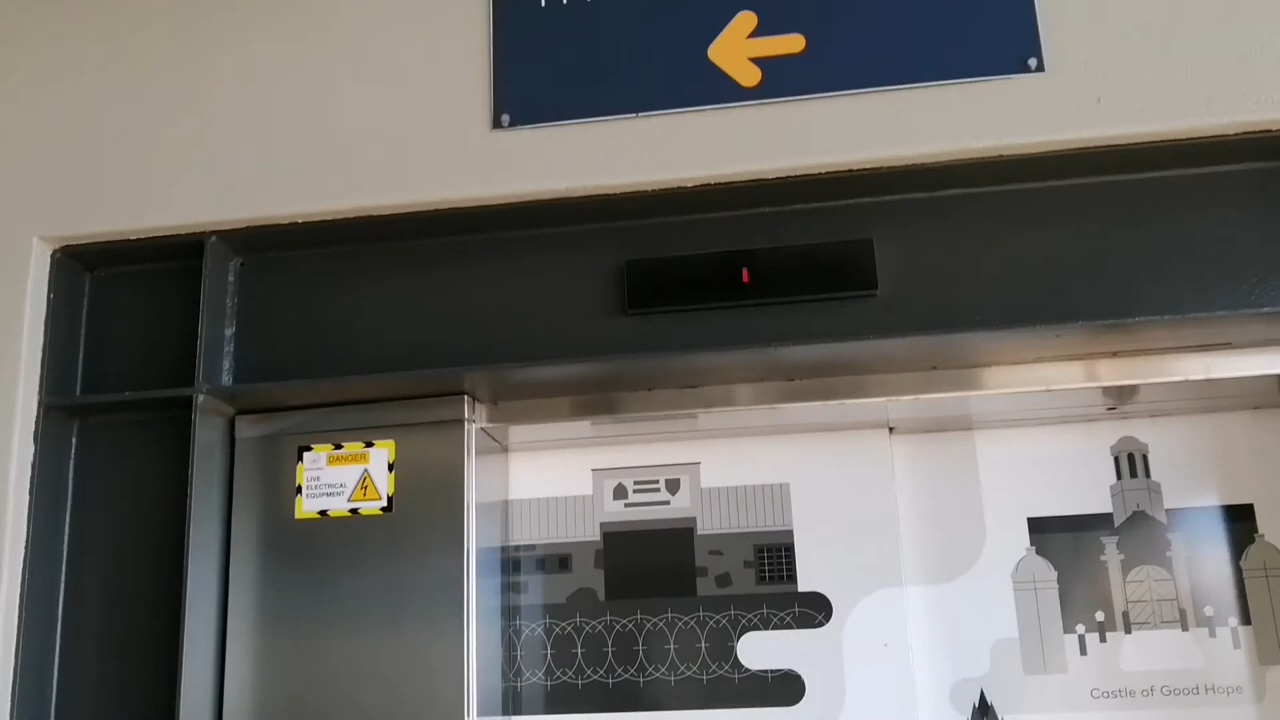 DANGER
LIVE
ELECTRICAL
EQUIPMENT
Castle of Good Hope